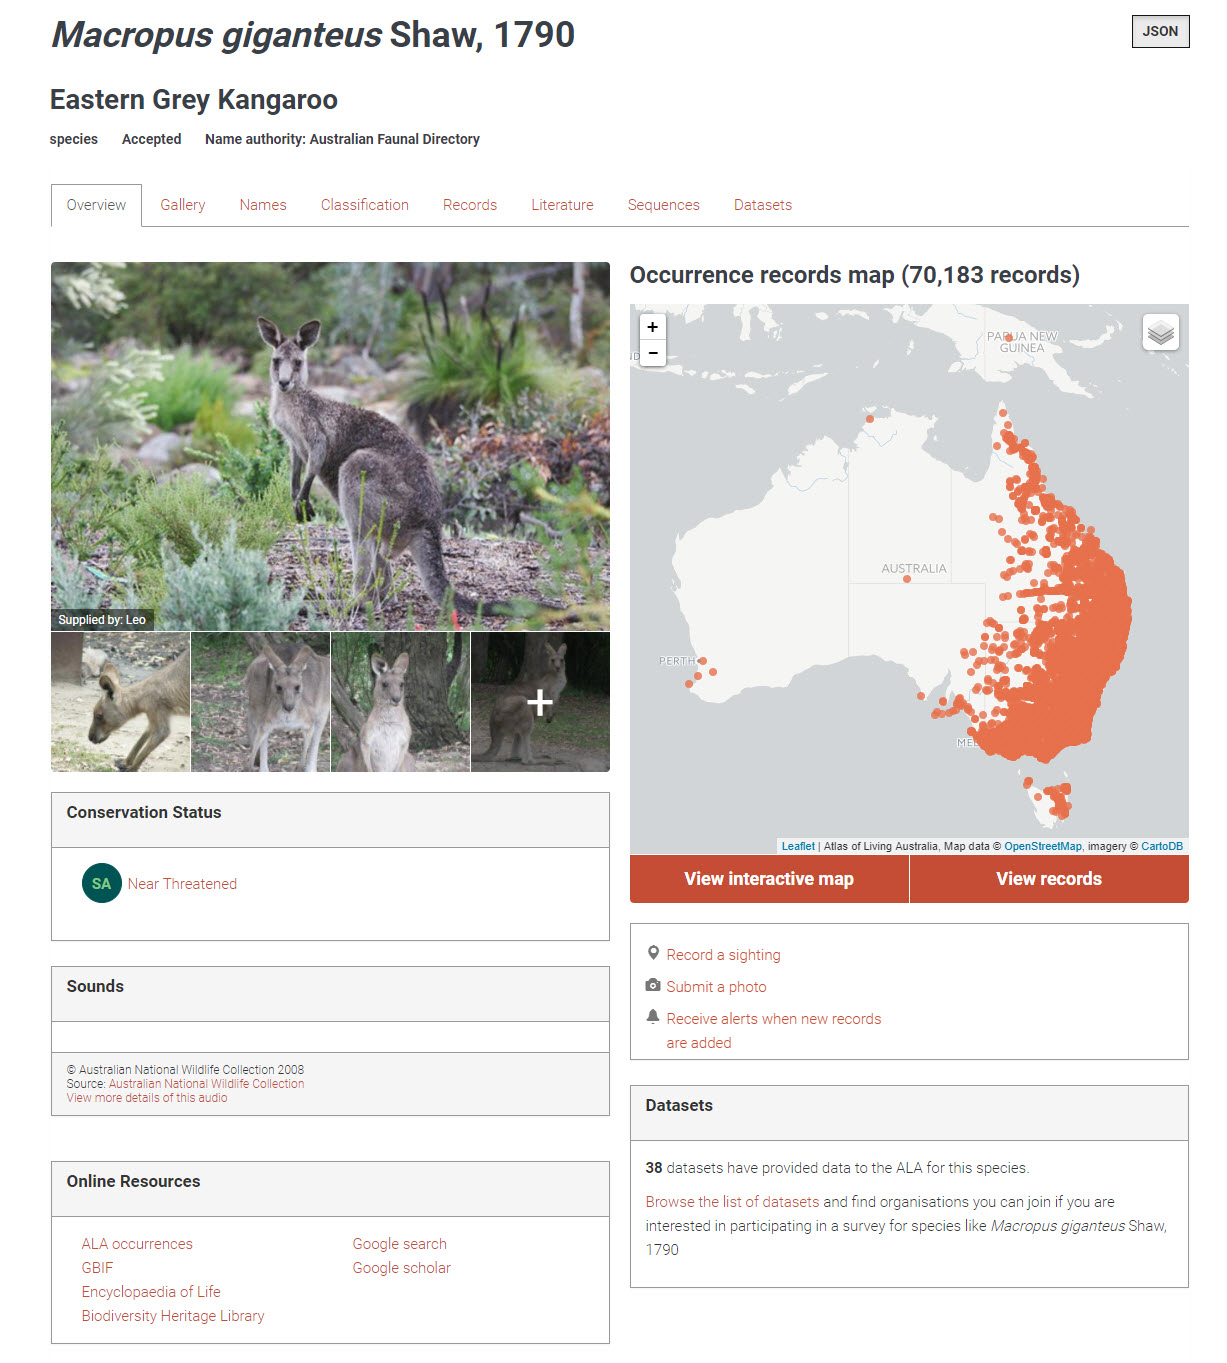 Macropus giganteus Shaw, 1790
JSON
Eastern Grey Kangaroo
species Accepted Name authority: Australian Faunal Directory
Overview Gallery Names Classification Records Literature Sequences Datasets
Supplied by: Leo
Conservation Status
SA Near Threatened
Sounds
© Australian National Wildlife Collection 2008
Source: Australian National Wildlife Collection
View more details of this audio
Online Resources
ALA occurrences
GBIF
Encyclopaedia of Life
Biodiversity Heritage Library
Google search
Google scholar
Occurrence records map (70,183 records)
+
−
PAPUA NEW
GUINEA
AUSTRALIA
PERTH
Leaflet | Atlas of Living Australia, Map data © OpenStreetMap, imagery © CartoDB
View interactive map View records
Record a sighting
Submit a photo
Receive alerts when new records
are added
Datasets
38 datasets have provided data to the ALA for this species.
Browse the list of datasets and find organisations you can join if you are
interested in participating in a survey for species like Macropus giganteus Shaw,
1790